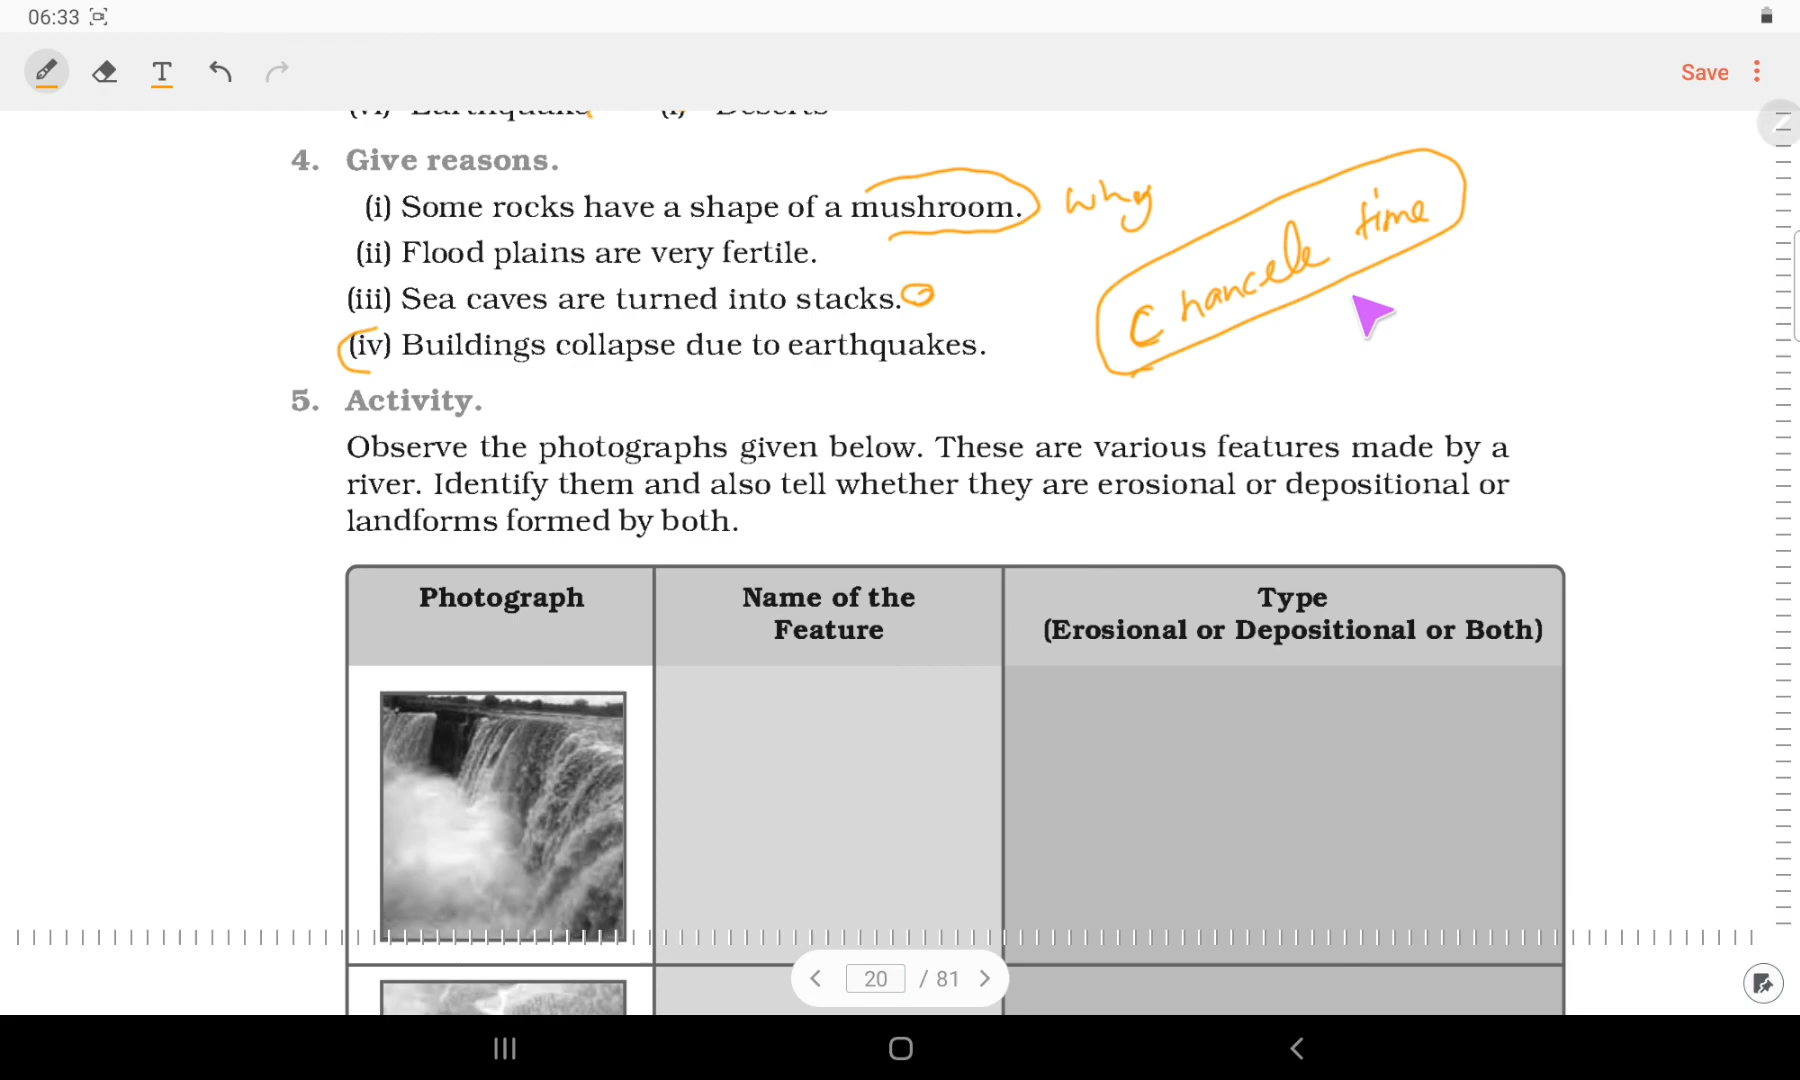 06:33
Save
(vi) Earthquake (i) Deserts
4. Give reasons.
(i) Some rocks have a shape of a mushroom. why
(ii) Flood plains are very fertile.
(iii) Sea caves are turned into stacks.
(iv) Buildings collapse due to earthquakes.
Chancele time
5. Activity.
Observe the photographs given below. These are various features made by a
river. Identify them and also tell whether they are erosional or depositional or
landforms formed by both.
Photograph
Name of the
Feature
Type
(Erosional or Depositional or Both)
20 / 81